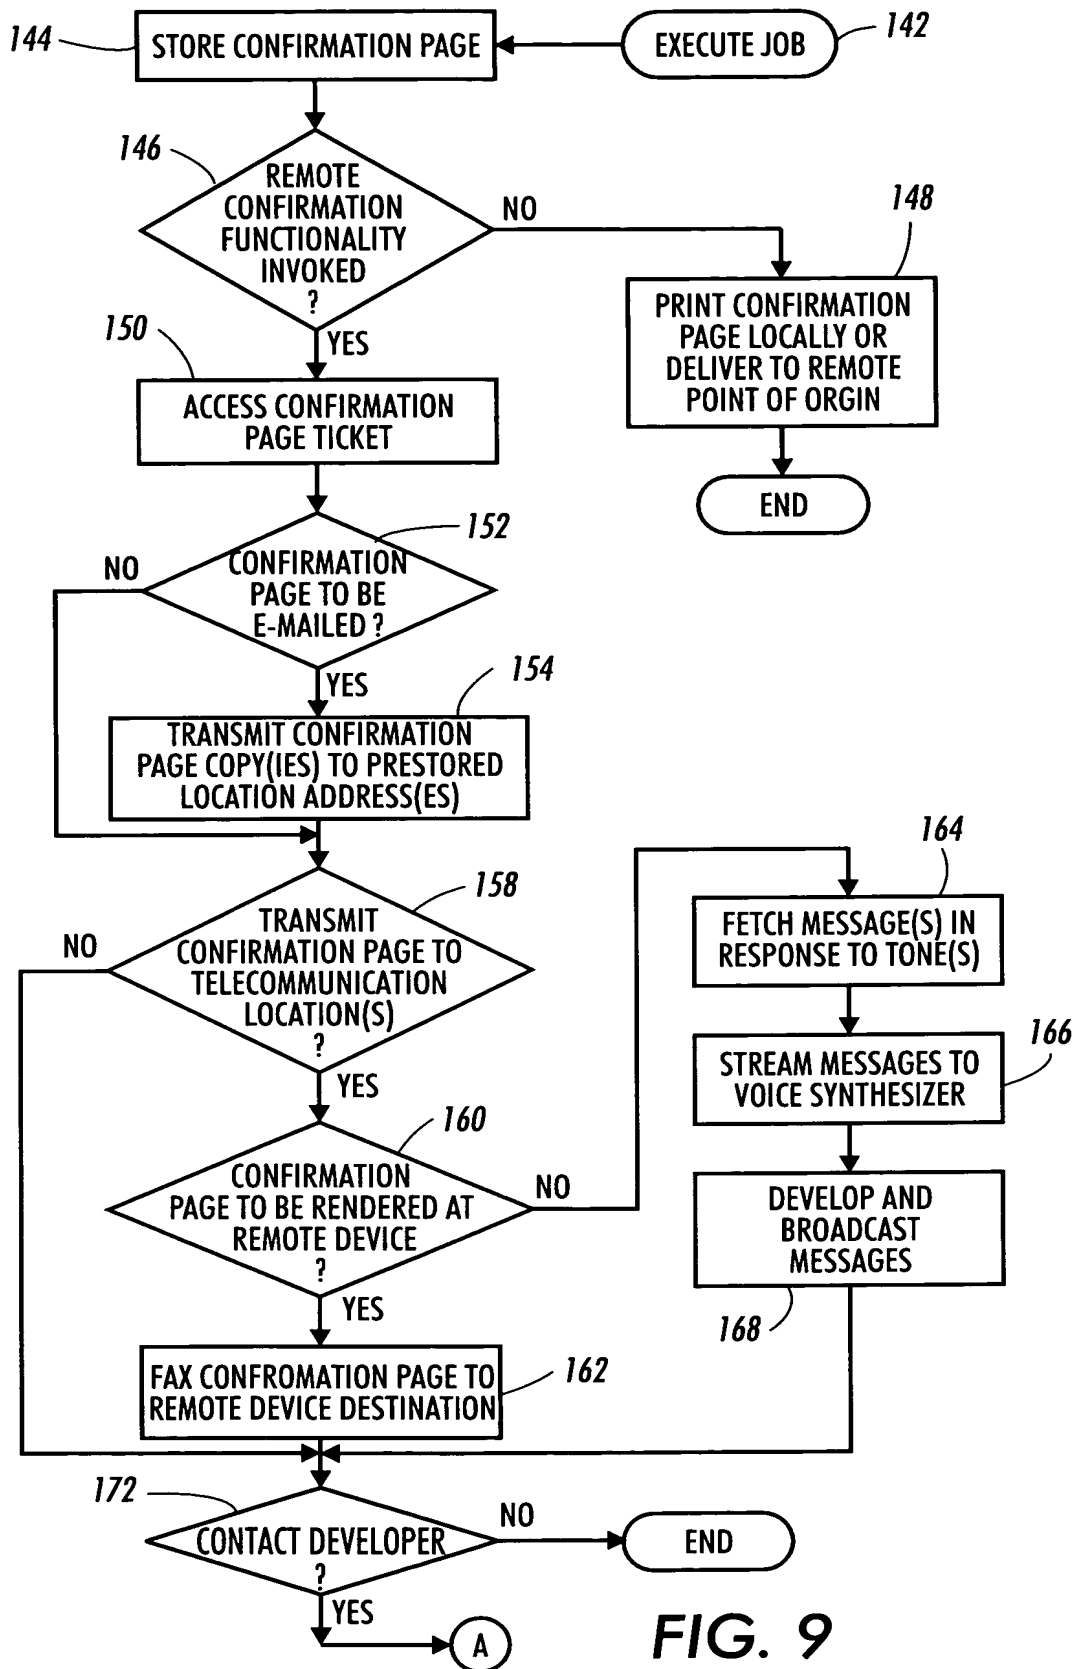 144
STORE CONFIRMATION PAGE
EXECUTE JOB
142
146
REMOTE
CONFIRMATION
FUNCTIONALITY
INVOKED
?
NO
148
PRINT CONFIRMATION
PAGE LOCALLY OR
DELIVER TO REMOTE
POINT OF ORGIN
END
YES
150
ACCESS CONFIRMATION
PAGE TICKET
152
NO
CONFIRMATION
PAGE TO BE
E-MAILED ?
YES
154
TRANSMIT CONFIRMATION
PAGE COPY(IES) TO PRESTORED
LOCATION ADDRESS(ES)
158
NO
TRANSMIT
CONFIRMATION PAGE TO
TELECOMMUNICATION
LOCATION(S)
?
YES
160
CONFIRMATION
PAGE TO BE RENDERED AT
REMOTE DEVICE
?
NO
164
FETCH MESSAGE(S) IN
RESPONSE TO TONE(S)
166
STREAM MESSAGES TO
VOICE SYNTHESIZER
DEVELOP AND
BROADCAST
MESSAGES
168
YES
FAX CONFROMATION PAGE TO
REMOTE DEVICE DESTINATION
162
172
CONTACT DEVELOPER
?
NO
END
YES
A
FIG. 9